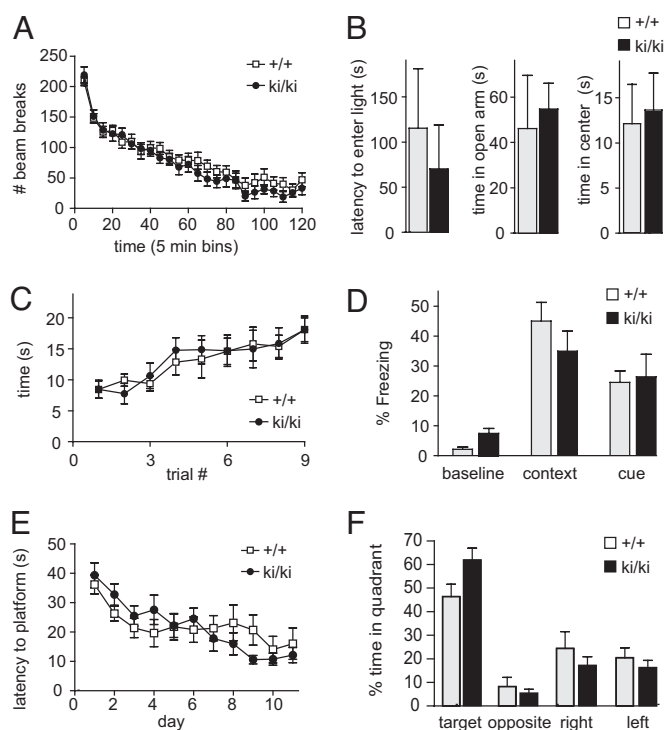 A
+/+
ki/ki
# beam breaks
250
200
150
100
50
0
0 20 40 60 80 100 120
time (5 min bins)
B
+/+
ki/ki
latency to enter light (s)
150
100
50
0
time in open arm (s)
60
40
20
0
time in center (s)
15
10
5
0
C
time (s)
20
15
10
5
0
0 3 6 9
trial #
+/+
ki/ki
D
+/+
ki/ki
% Freezing
50
40
30
20
10
0
baseline context cue
E
+/+
ki/ki
latency to platform (s)
50
40
30
20
10
0
0 2 4 6 8 10
day
F
+/+
ki/ki
% time in quadrant
70
60
50
40
30
20
10
0
target opposite right left